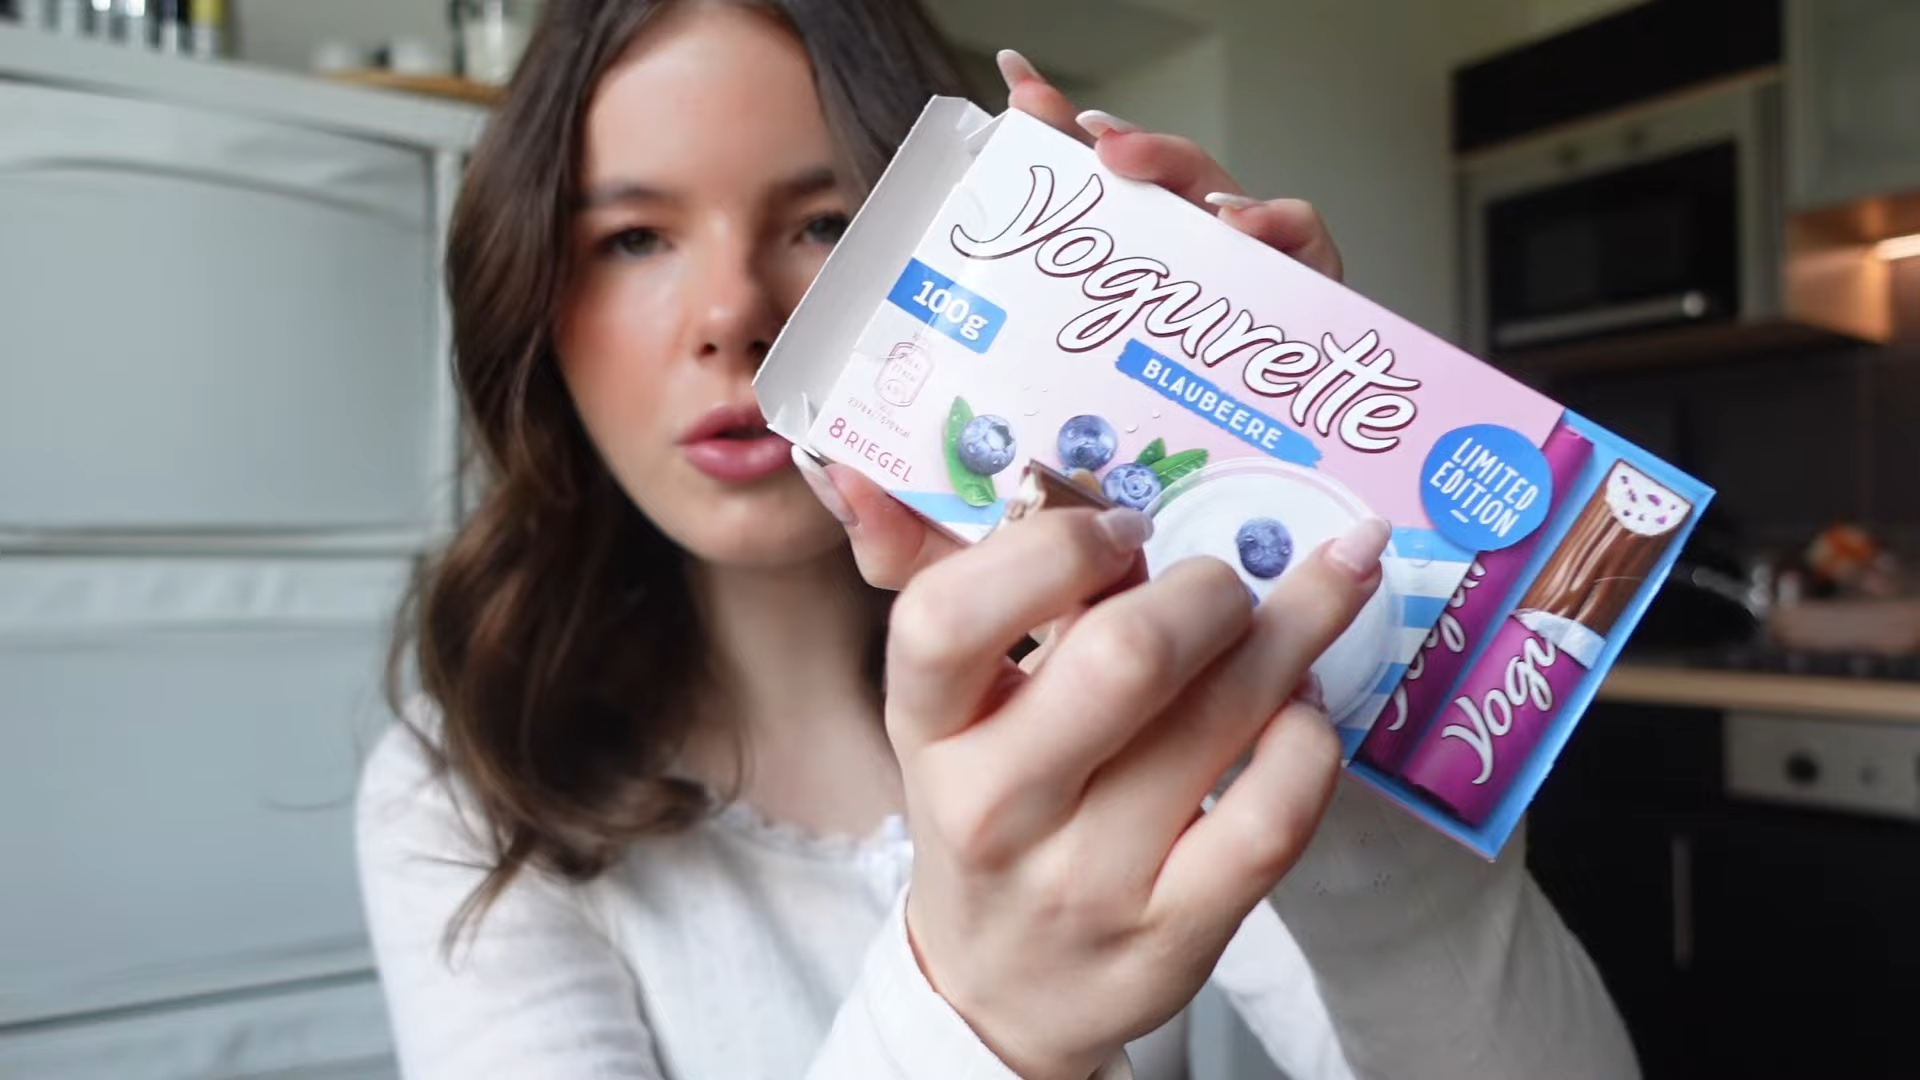 Yogurette
BLAUBEERE
100g
8 RIEGEL
LIMITED
EDITION
Yogu